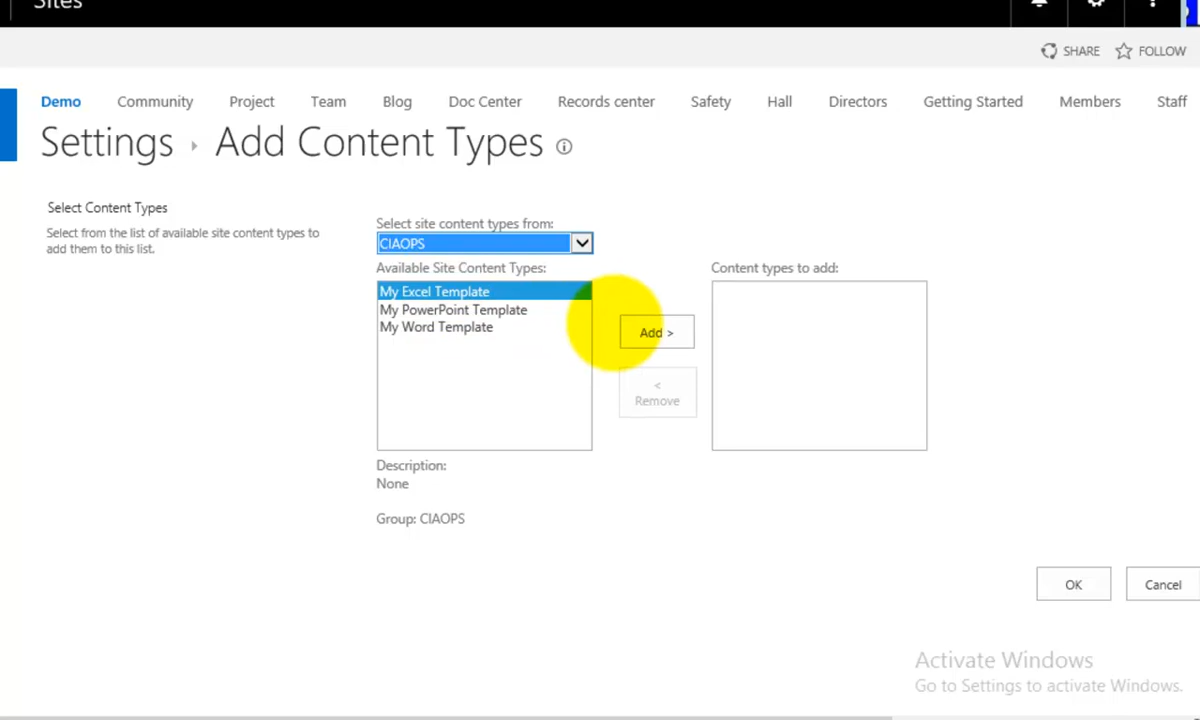 Sites
SHARE FOLLOW
Demo Community Project Team Blog Doc Center Records center Safety Hall Directors Getting Started Members Staff
Settings Add Content Types
Select Content Types
Select from the list of available site content types to
add them to this list.
Select site content types from:
CIAOPS
Available Site Content Types:
My Excel Template
My PowerPoint Template
My Word Template
Add >
<
Remove
Content types to add:
Description:
None
Group: CIAOPS
OK Cancel
Activate Windows
Go to Settings to activate Windows.